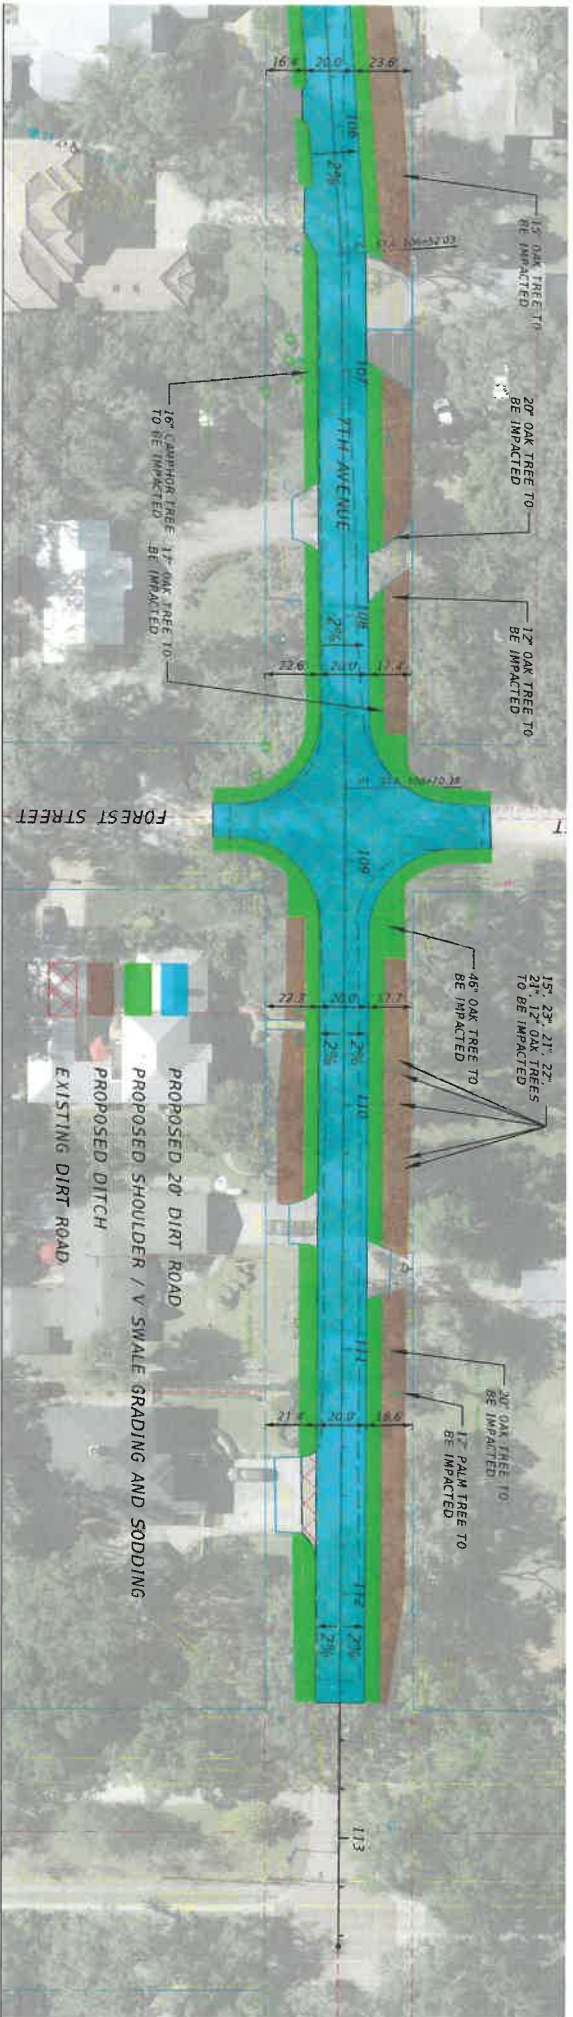 16.4'
20.0'
23.6'
106
2%
15" OAK TREE TO
BE IMPACTED
STA. 106+52.03
107
20" OAK TREE TO
BE IMPACTED
7TH AVENUE
16" CAMPHOR TREE
TO BE IMPACTED
17" OAK TREE TO
BE IMPACTED
12" OAK TREE TO
BE IMPACTED
108
2%
22.6'
20.0'
17.4'
FOREST STREET
109
46" OAK TREE TO
BE IMPACTED
15", 23", 21", 22"
21", 12" OAK TREES
TO BE IMPACTED
22.3'
20.0'
2%
2%
110
PROPOSED 20' DIRT ROAD
PROPOSED SHOULDER / V SWALE GRADING AND SODDING
PROPOSED DITCH
EXISTING DIRT ROAD
111
20" OAK TREE TO
BE IMPACTED
12" PALM TREE TO
BE IMPACTED
21.4'
20.0'
18.6'
112
2%
2%
113